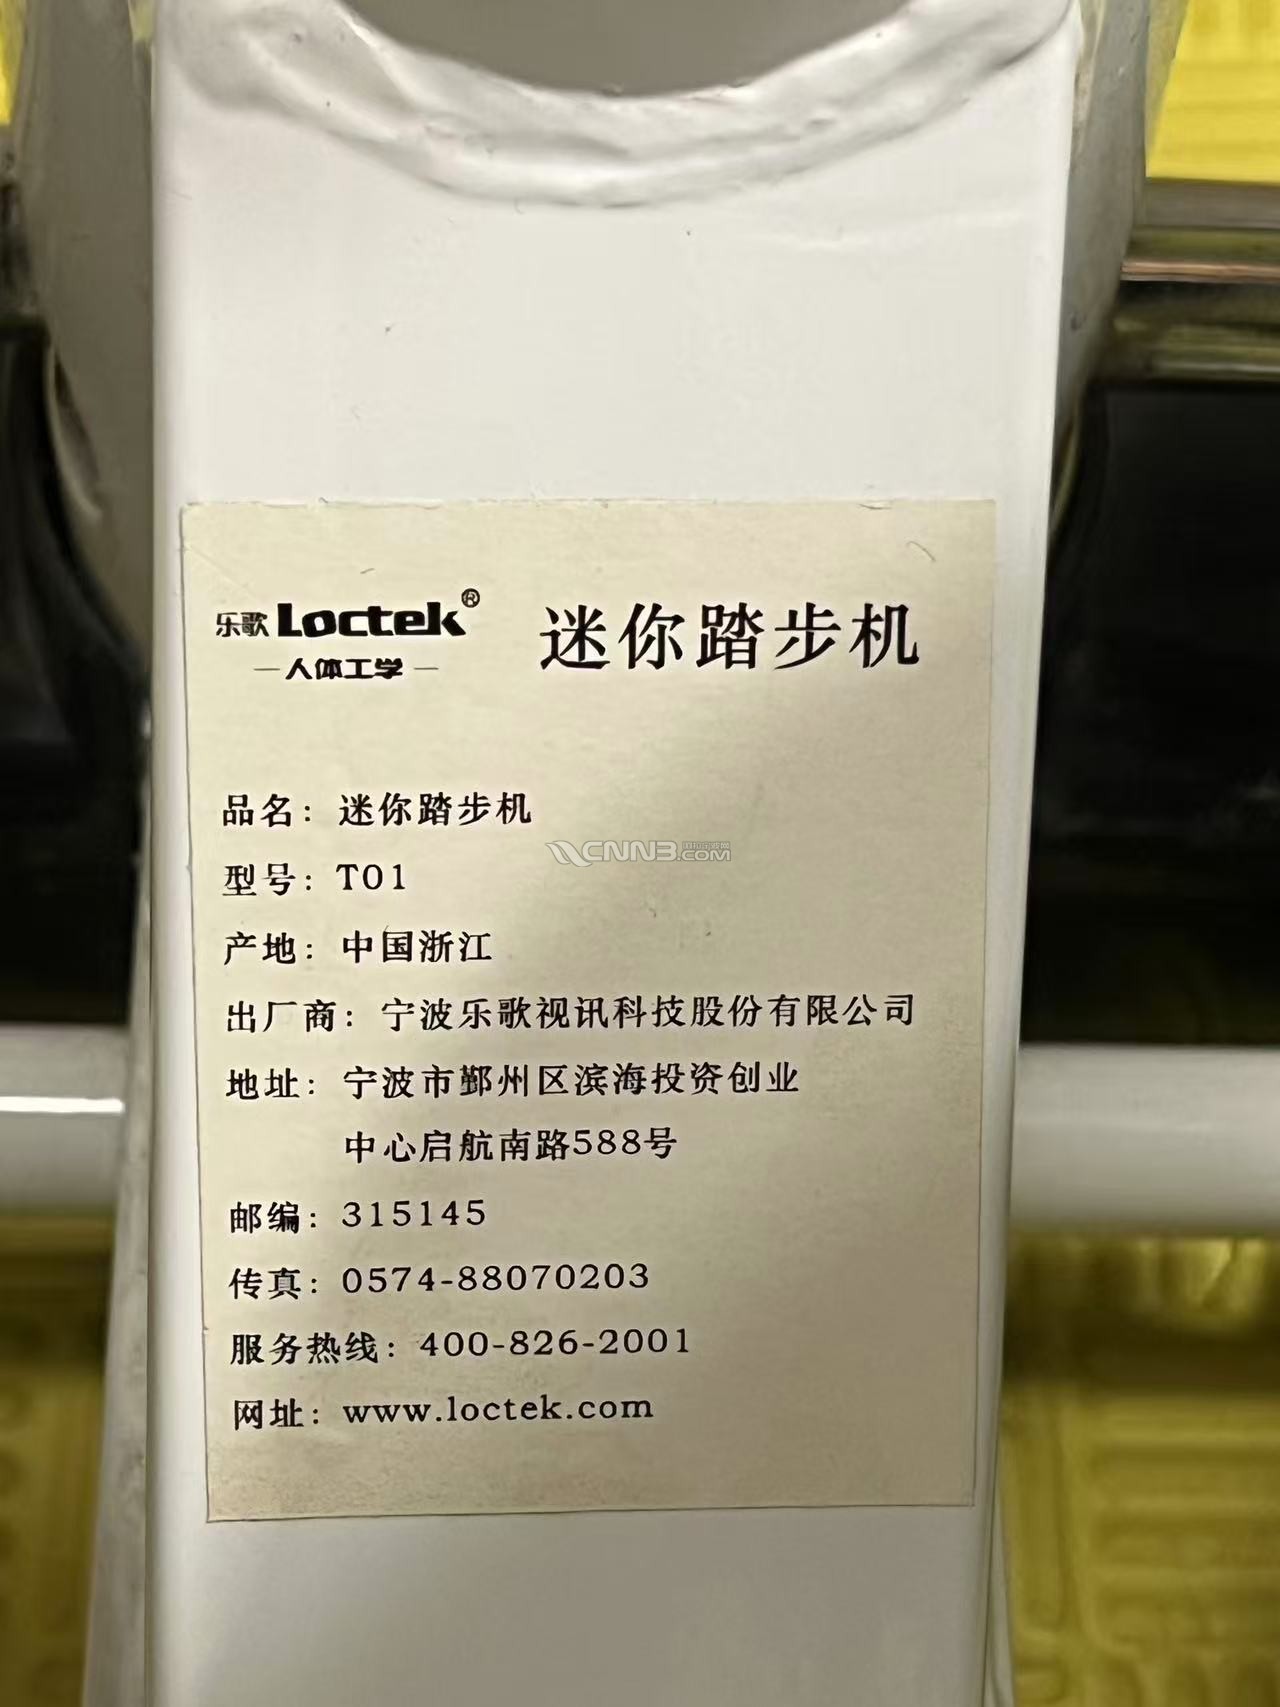 乐歌 Loctek®
—人体工学—
迷你踏步机
品名：迷你踏步机
CNN3.COM
型号：T01
产地：中国浙江
出厂商：宁波乐歌视讯科技股份有限公司
地址：宁波市鄞州区滨海投资创业
中心启航南路588号
邮编：315145
传真：0574-88070203
服务热线：400-826-2001
网址：www.loctek.com